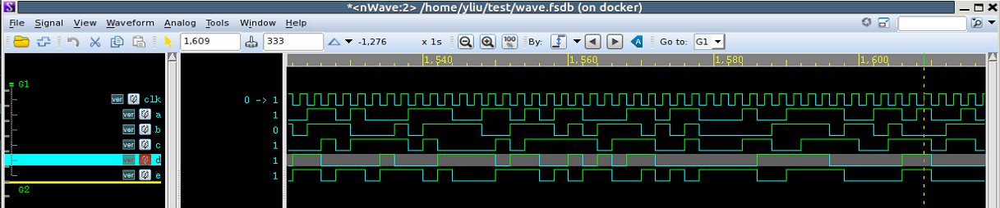 S *<nWave:2> /home/yliu/test/wave.fsdb (on docker)
File Signal View Waveform Analog Tools Window Help
1,609 333 -1,276 x 1s 100 % By: A Go to: G1
1,540 1,560 1,580 1,600
G1
ver clk 0 -> 1
ver a 1
ver b 0
ver c 1
ver d 1
ver e 1
G2